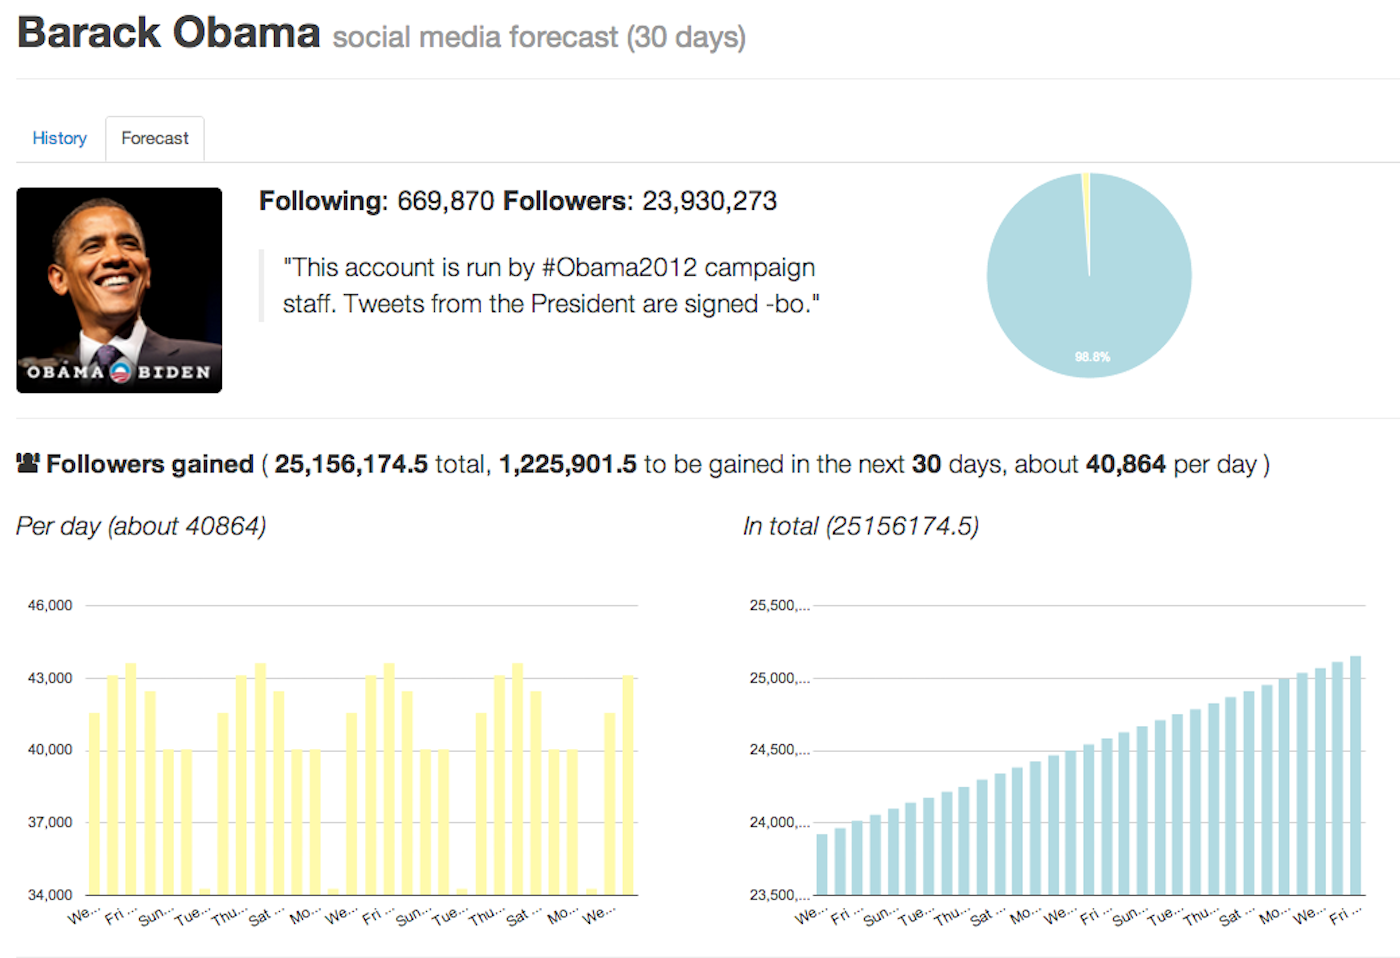 Barack Obama social media forecast (30 days)
History Forecast
Following: 669,870 Followers: 23,930,273
"This account is run by #Obama2012 campaign
staff. Tweets from the President are signed -bo."
OBAMA BIDEN
98.8%
Followers gained ( 25,156,174.5 total, 1,225,901.5 to be gained in the next 30 days, about 40,864 per day )
Per day (about 40864)
46,000
43,000
40,000
37,000
34,000
We... Fri ... Sun... Tue... Thu... Sat ... Mo... We... Fri ... Sun... Tue... Thu... Sat ... Mo... We...
In total (25156174.5)
25,500,...
25,000,...
24,500,...
24,000,...
23,500,...
We... Fri ... Sun... Tue... Thu... Sat ... Mo... We... Fri ... Sun... Tue... Thu... Sat ... Mo... We... Fri ...